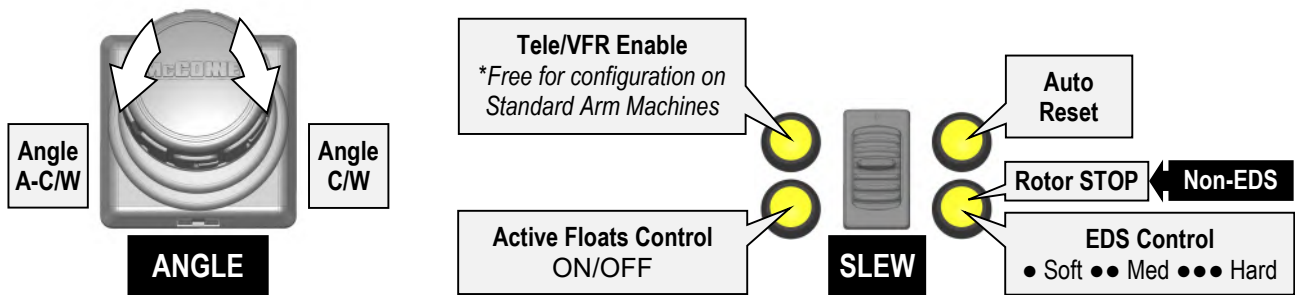 McCONNEL
Angle
A-C/W
Angle
C/W
ANGLE
Tele/VFR Enable
*Free for configuration on
Standard Arm Machines
Auto
Reset
Rotor STOP
Non-EDS
Active Floats Control
ON/OFF
SLEW
EDS Control
● Soft ●● Med ●●● Hard